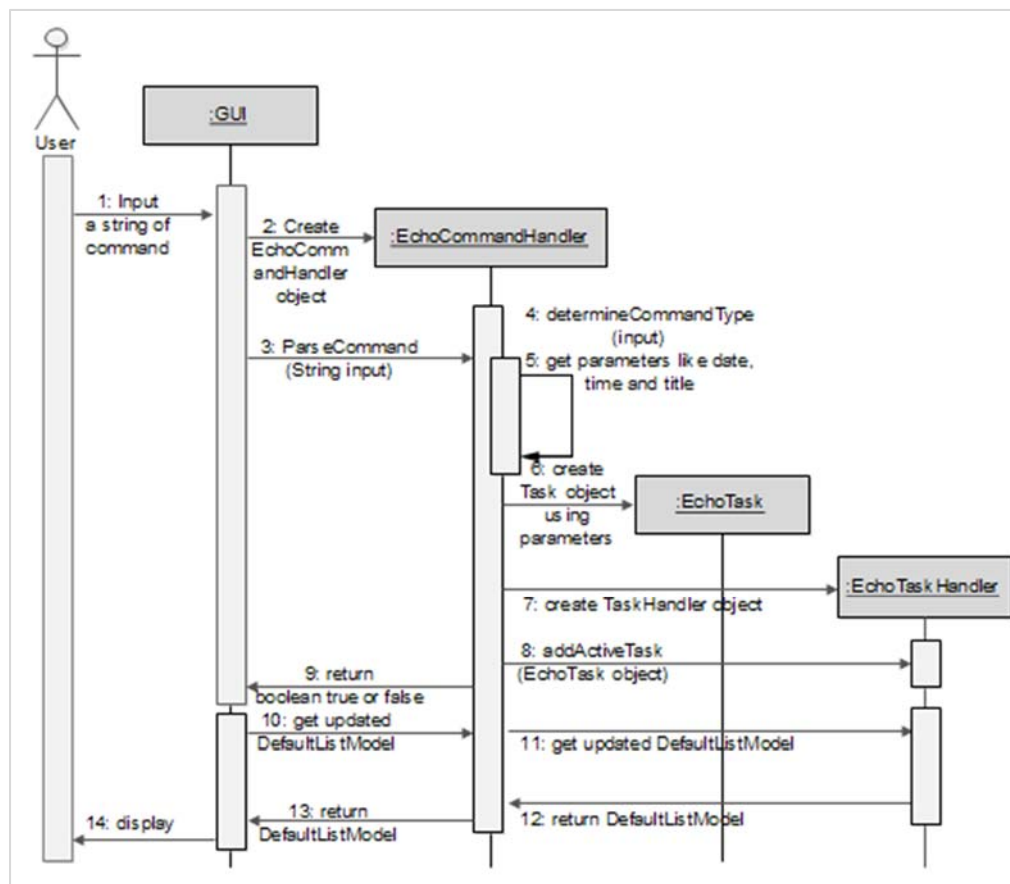 User
:GUI
1: Input
a string of
command
2: Create
EchoComm
andHandler
object
:EchoCommandHandler
3: ParseCommand
(String input)
4: determineCommandType
(input)
5: get parameters like date,
time and title
6: create
Task object
using
parameters
:EchoTask
7: create TaskHandler object
:EchoTaskHandler
8: addActiveTask
(EchoTask object)
9: return
boolean true or false
10: get updated
DefaultListModel
11: get updated DefaultListModel
12: return DefaultListModel
13: return
DefaultListModel
14: display